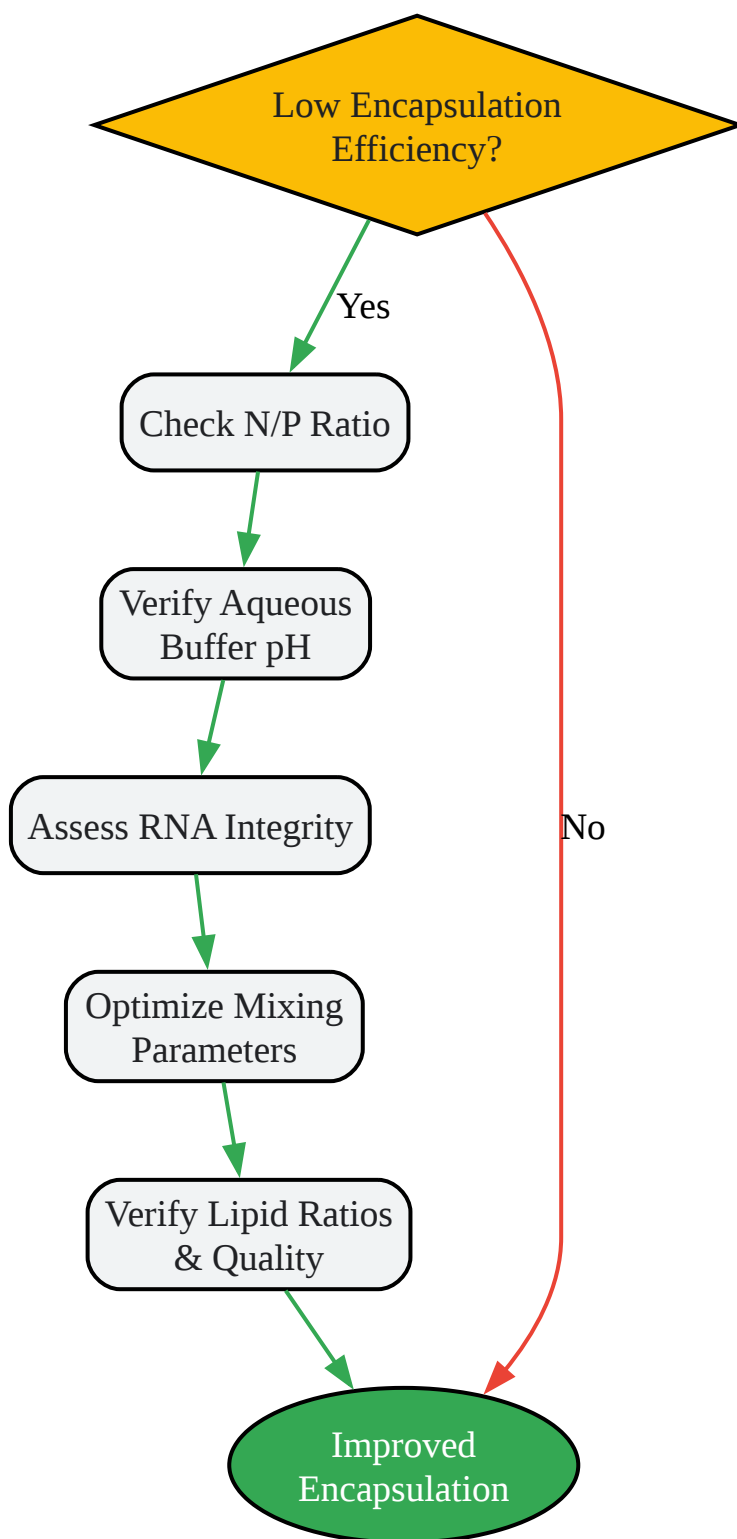 Low Encapsulation
Efficiency?
Yes
Check N/P Ratio
Verify Aqueous
Buffer pH
Assess RNA Integrity
No
Optimize Mixing
Parameters
Verify Lipid Ratios
& Quality
Improved
Encapsulation